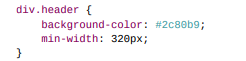 div.header {
    background-color: #2c80b9;
    min-width: 320px;
}